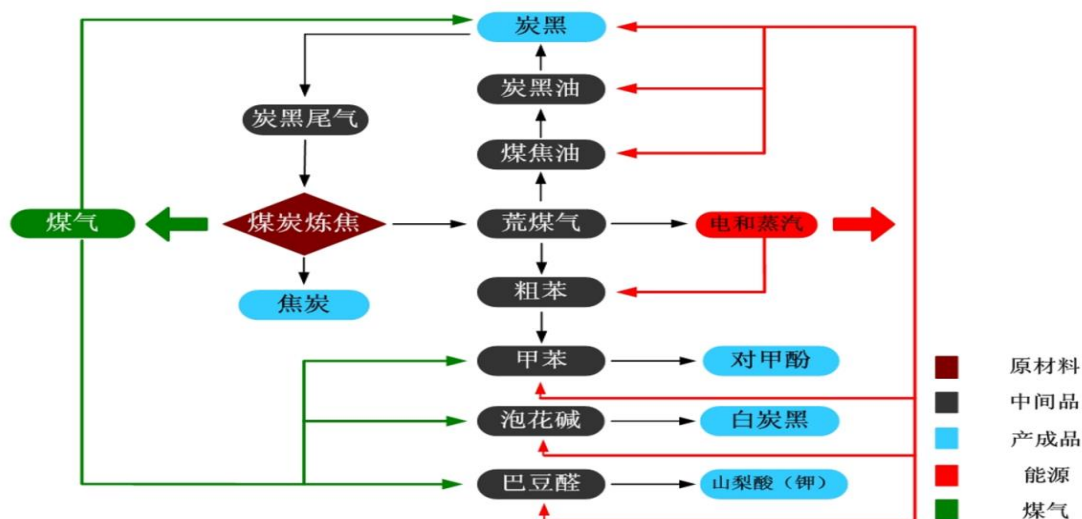 炭黑
炭黑油
炭黑尾气
煤焦油
煤气
煤炭炼焦
荒煤气
电和蒸汽
焦炭
粗苯
甲苯
对甲酚
泡花碱
白炭黑
巴豆醛
山梨酸（钾）
原材料
中间品
产成品
能源
煤气